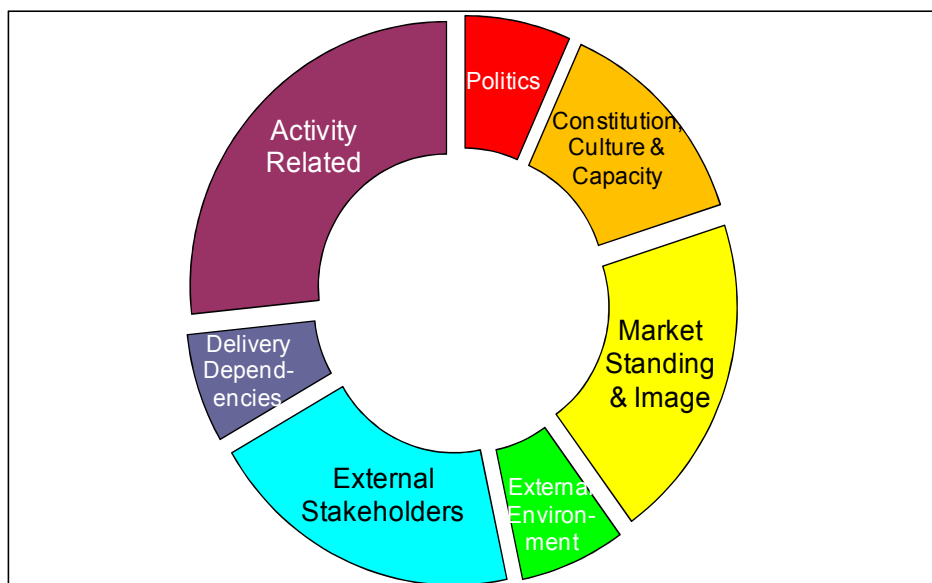 Politics
Constitution,
Culture &
Capacity
Market
Standing
& Image
External
Environ-
ment
External
Stakeholders
Delivery
Depend-
encies
Activity
Related